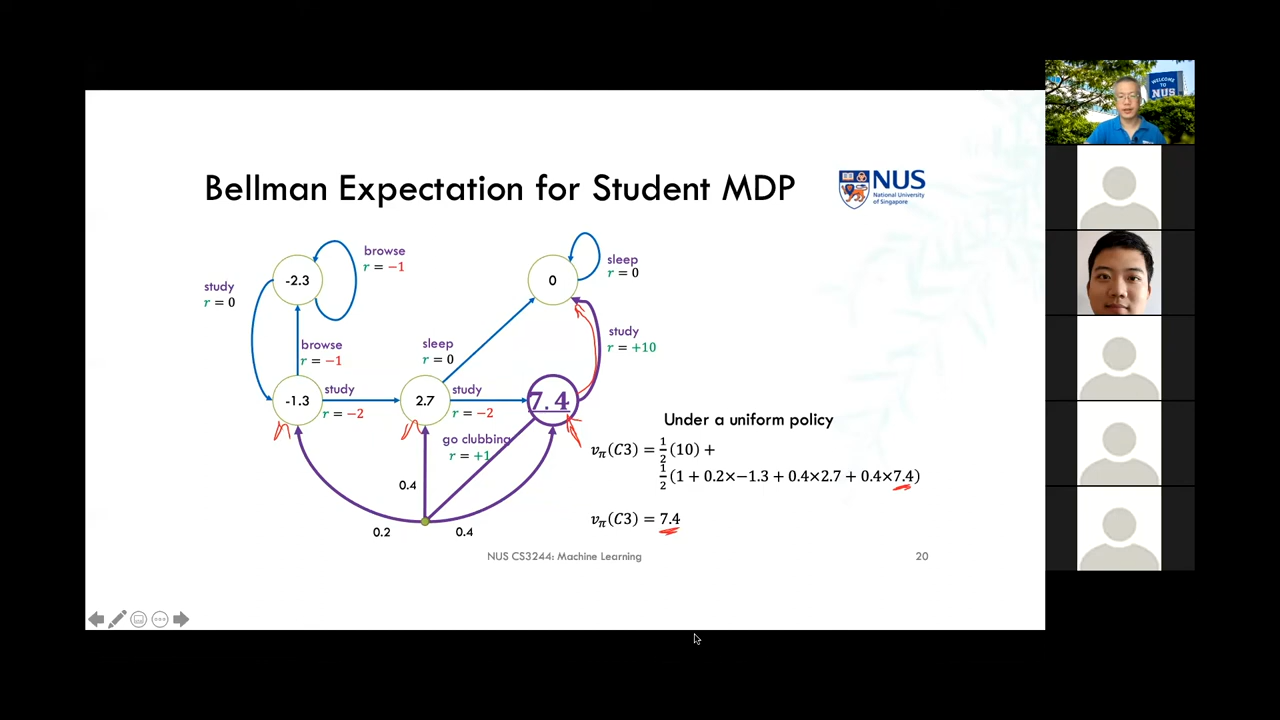 WELCOME
TO
NUS
Bellman Expectation for Student MDP
NUS
National University
of Singapore
browse
r = −1
sleep
r = 0
study
r = 0
-2.3
0
study
r = +10
browse
r = −1
sleep
r = 0
study
r = −2
study
r = −2
-1.3
2.7
7.4
Under a uniform policy
go clubbing
r = +1
vπ(C3) = 1/2 (10) +
1/2 (1 + 0.2×−1.3 + 0.4×2.7 + 0.4×7.4)
0.4
vπ(C3) = 7.4
0.2
0.4
NUS CS3244: Machine Learning
20